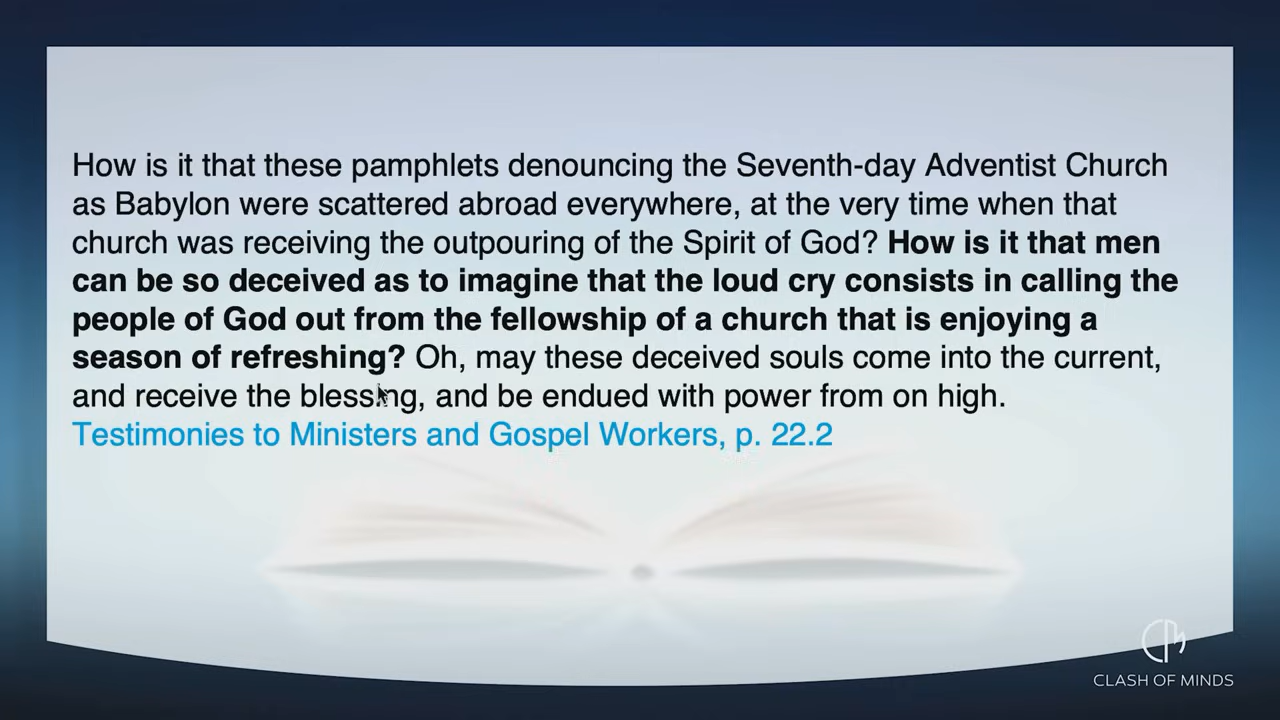 How is it that these pamphlets denouncing the Seventh-day Adventist Church
as Babylon were scattered abroad everywhere, at the very time when that
church was receiving the outpouring of the Spirit of God? How is it that men
can be so deceived as to imagine that the loud cry consists in calling the
people of God out from the fellowship of a church that is enjoying a
season of refreshing? Oh, may these deceived souls come into the current,
and receive the blessing, and be endued with power from on high.
Testimonies to Ministers and Gospel Workers, p. 22.2
CLASH OF MINDS